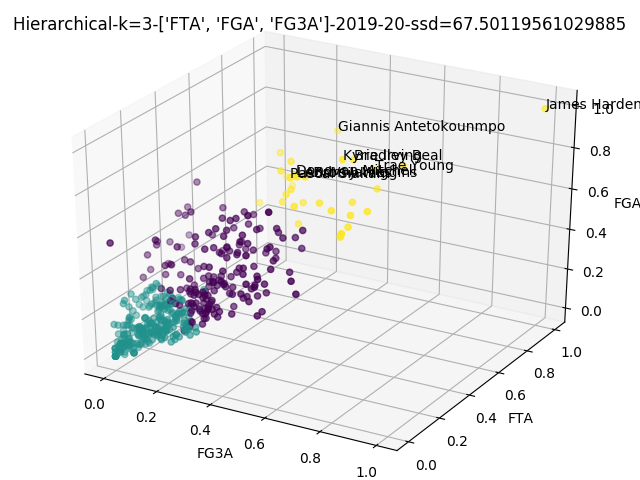 Hierarchical-k=3-['FTA', 'FGA', 'FG3A']-2019-20-ssd=67.50119561029885
James Harden
Giannis Antetokounmpo
Bradley Beal
Trae Young
1.0
0.8
0.6
0.4
0.2
0.0
FGA
1.0
0.8
0.6
0.4
0.2
0.0
FTA
0.0
0.2
0.4
0.6
0.8
1.0
FG3A